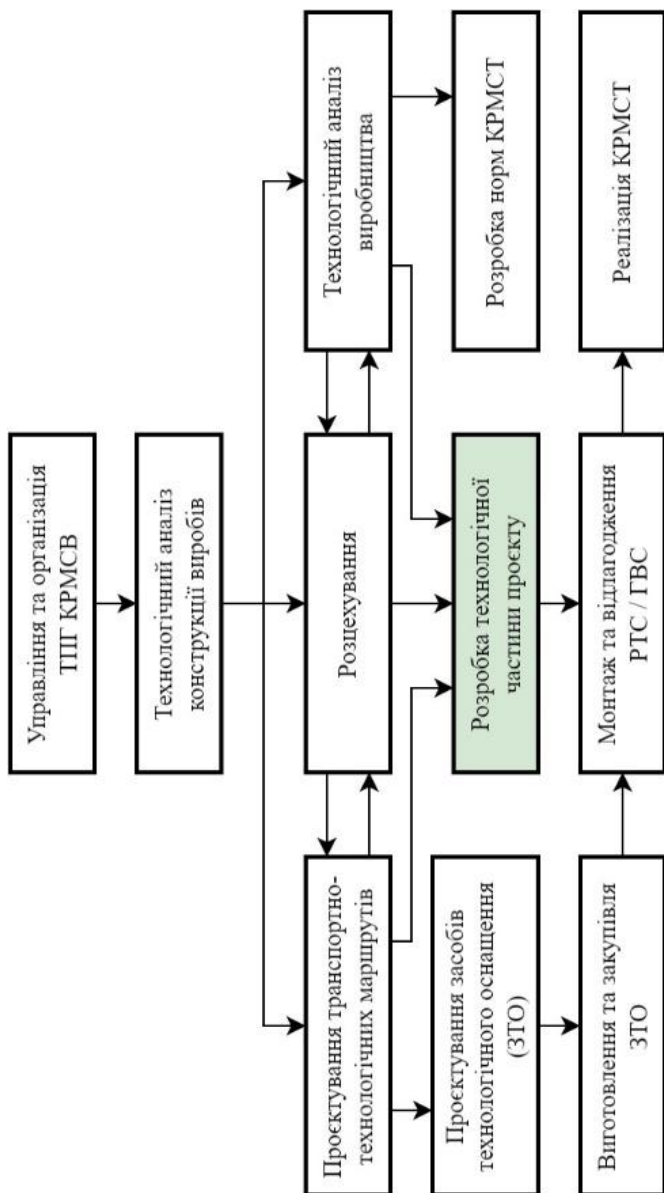 Управління та організація
ТПГ КРМСВ
Технологічний аналіз
конструкції виробів
Проєктування транспортно-
технологічних маршрутів
Розцехування
Технологічний аналіз
виробництва
Проєктування засобів
технологічного оснащення
(ЗТО)
Розробка технологічної
частини проєкту
Розробка норм КРМСТ
Виготовлення та закупівля
ЗТО
Монтаж та відлагодження
РТС / ГВС
Реалізація КРМСТ